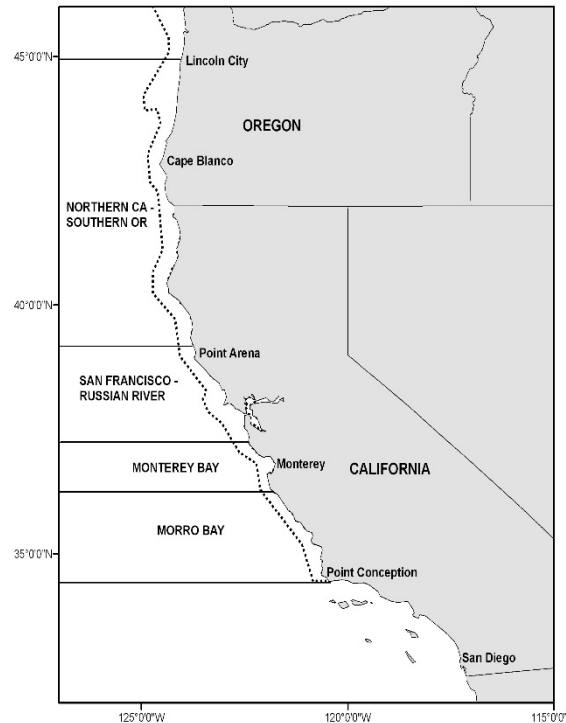 45°0'0"N
Lincoln City
OREGON
Cape Blanco
NORTHERN CA -
SOUTHERN OR
40°0'0"N
Point Arena
SAN FRANCISCO -
RUSSIAN RIVER
MONTEREY BAY
Monterey
CALIFORNIA
MORRO BAY
35°0'0"N
Point Conception
San Diego
125°0'0"W
120°0'0"W
115°0'0"W